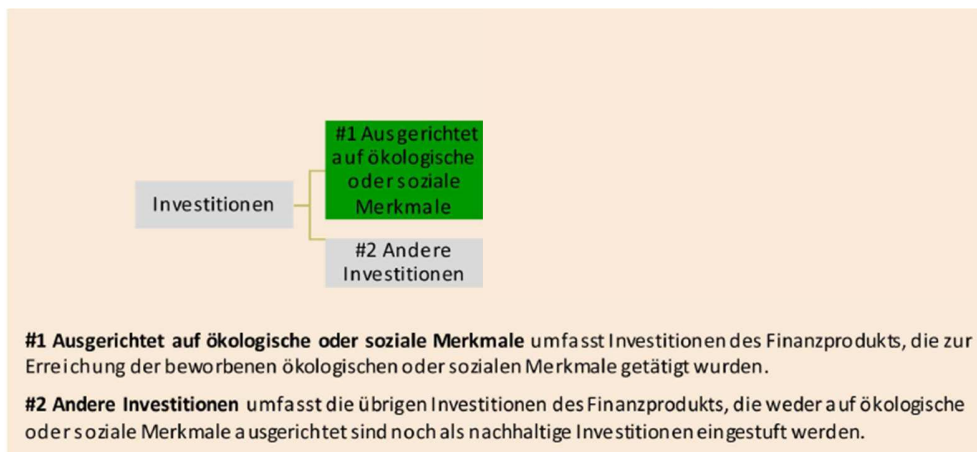 #1 Ausgerichtet
auf ökologische
oder soziale
Merkmale
Investitionen
#2 Andere
Investitionen
#1 Ausgerichtet auf ökologische oder soziale Merkmale umfasst Investitionen des Finanzprodukts, die zur
Erreichung der beworbenen ökologischen oder sozialen Merkmale getätigt wurden.
#2 Andere Investitionen umfasst die übrigen Investitionen des Finanzprodukts, die weder auf ökologische
oder soziale Merkmale ausgerichtet sind noch als nachhaltige Investitionen eingestuft werden.